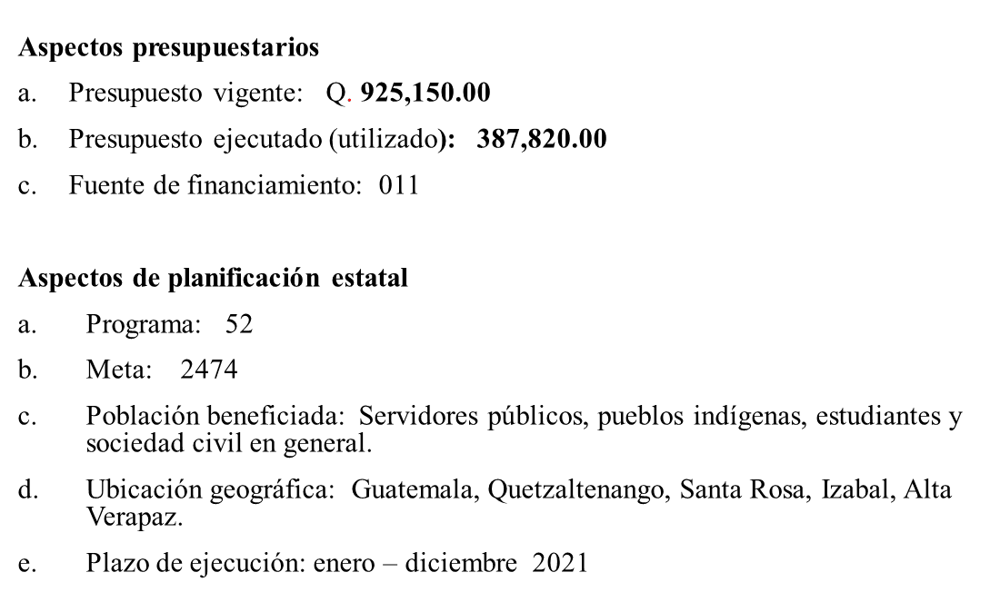 Aspectos presupuestarios
a. Presupuesto vigente: Q. 925,150.00
b. Presupuesto ejecutado (utilizado): 387,820.00
c. Fuente de financiamiento: 011
Aspectos de planificación estatal
a. Programa: 52
b. Meta: 2474
c. Población beneficiada: Servidores públicos, pueblos indígenas, estudiantes y
sociedad civil en general.
d. Ubicación geográfica: Guatemala, Quetzaltenango, Santa Rosa, Izabal, Alta
Verapaz.
e. Plazo de ejecución: enero – diciembre 2021